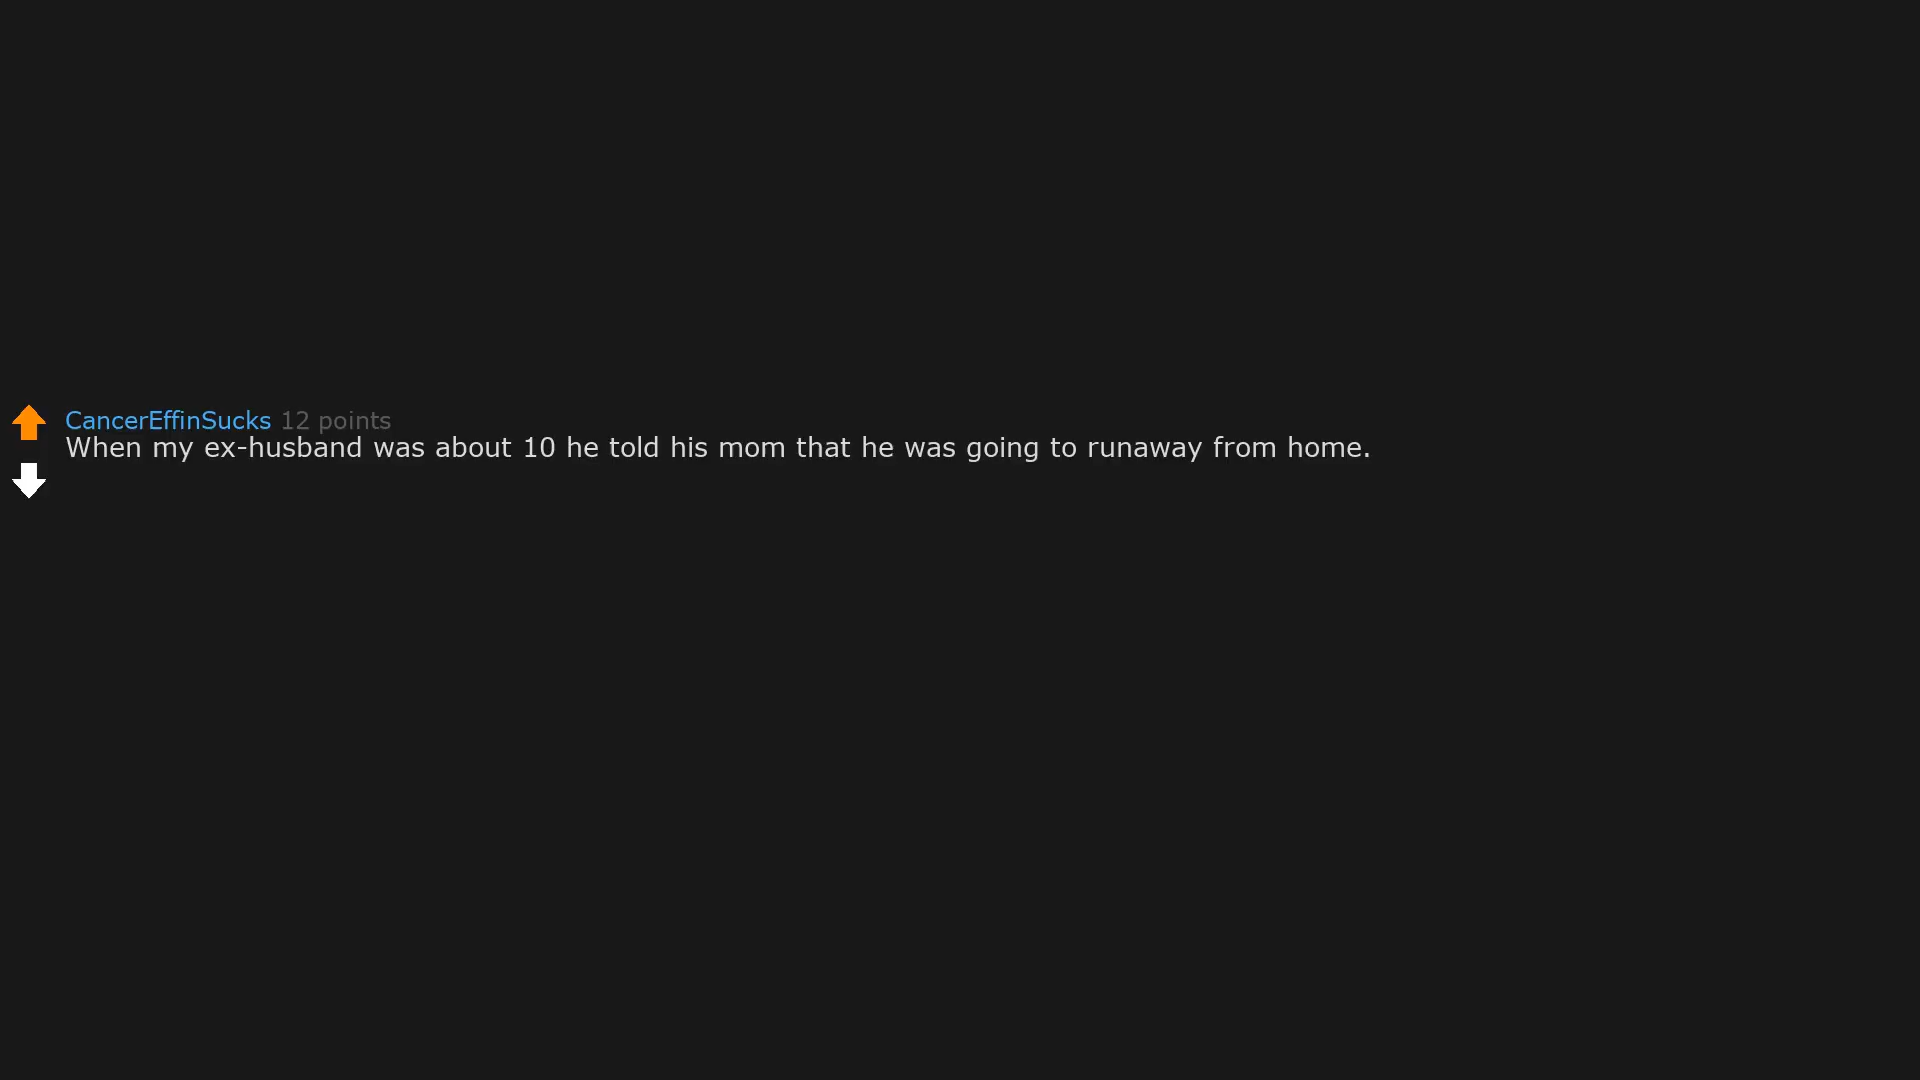 CancerEffinSucks 12 points
When my ex-husband was about 10 he told his mom that he was going to runaway from home.